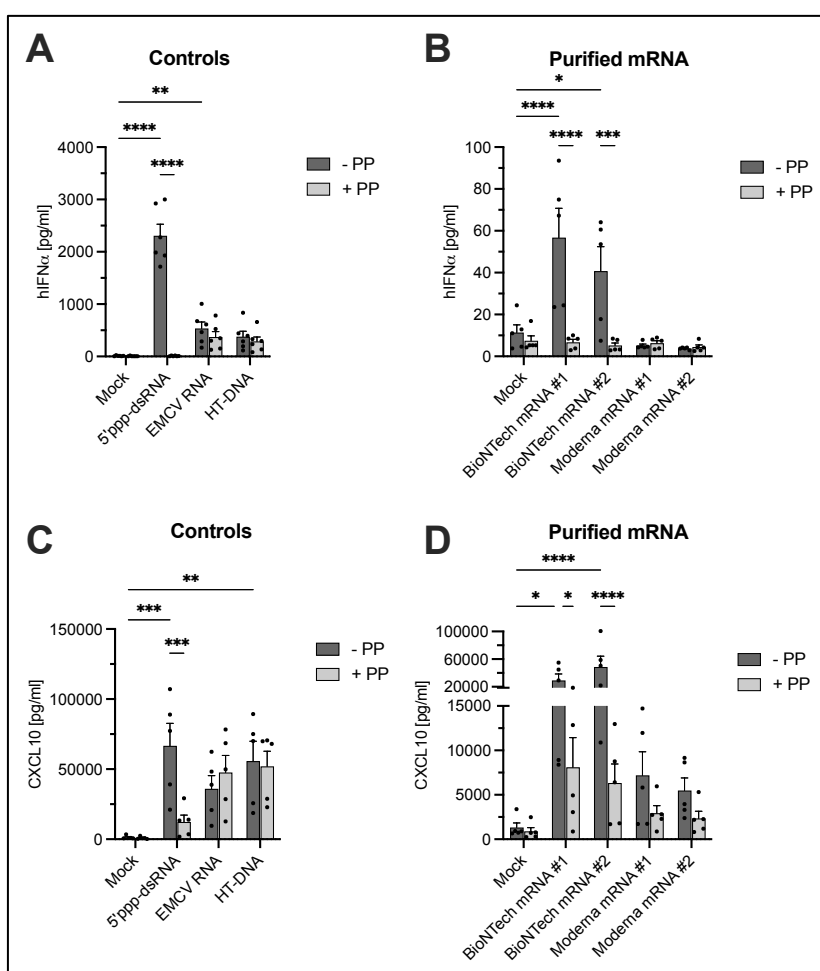 A
Controls
**
****
****
4000
3000
2000
1000
0
hIFNα [pg/ml]
- PP
+ PP
Mock
5'ppp-dsRNA
EMCV RNA
HT-DNA
B
Purified mRNA
*
****
****
***
100
80
60
40
20
0
hIFNα [pg/ml]
- PP
+ PP
Mock
BioNTech mRNA #1
BioNTech mRNA #2
Moderna mRNA #1
Moderna mRNA #2
C
Controls
**
***
***
150000
100000
50000
0
CXCL10 [pg/ml]
- PP
+ PP
Mock
5'ppp-dsRNA
EMCV RNA
HT-DNA
D
Purified mRNA
****
*
*
****
100000
80000
60000
40000
20000
15000
10000
5000
0
CXCL10 [pg/ml]
- PP
+ PP
Mock
BioNTech mRNA #1
BioNTech mRNA #2
Moderna mRNA #1
Moderna mRNA #2